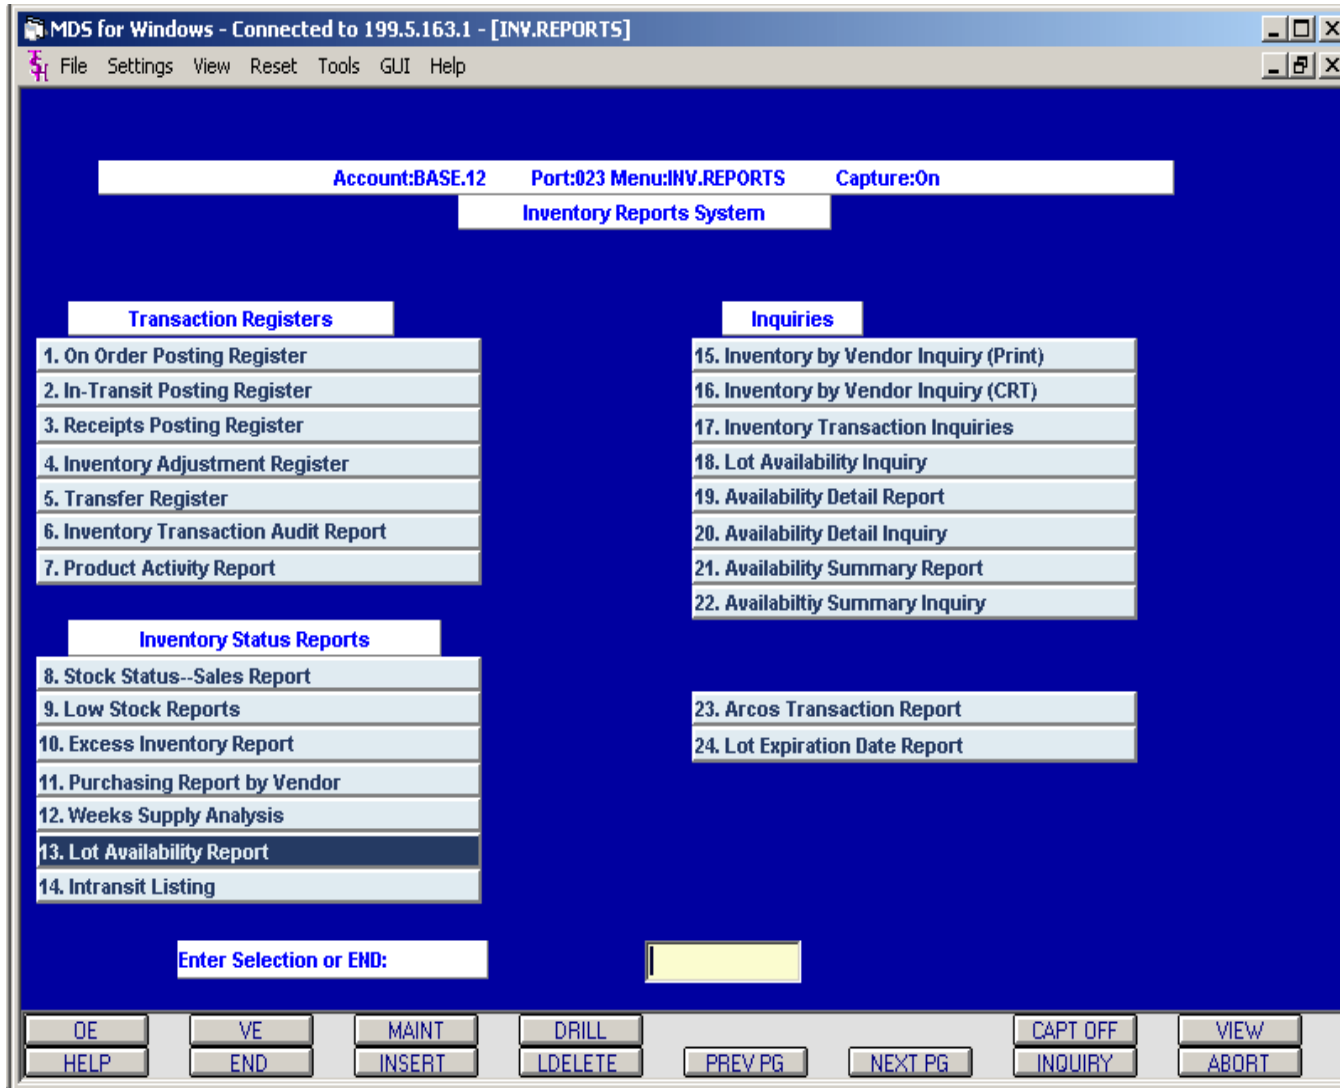 MDS for Windows - Connected to 199.5.163.1 - [INV.REPORTS]
File Settings View Reset Tools GUI Help
Account:BASE.12 Port:023 Menu:INV.REPORTS Capture:On
Inventory Reports System
Transaction Registers
1. On Order Posting Register
2. In-Transit Posting Register
3. Receipts Posting Register
4. Inventory Adjustment Register
5. Transfer Register
6. Inventory Transaction Audit Report
7. Product Activity Report
Inventory Status Reports
8. Stock Status--Sales Report
9. Low Stock Reports
10. Excess Inventory Report
11. Purchasing Report by Vendor
12. Weeks Supply Analysis
13. Lot Availability Report
14. Intransit Listing
Inquiries
15. Inventory by Vendor Inquiry (Print)
16. Inventory by Vendor Inquiry (CRT)
17. Inventory Transaction Inquiries
18. Lot Availability Inquiry
19. Availability Detail Report
20. Availability Detail Inquiry
21. Availability Summary Report
22. Availabiltiy Summary Inquiry
23. Arcos Transaction Report
24. Lot Expiration Date Report
Enter Selection or END:
OE VE MAINT DRILL CAPT OFF VIEW
HELP END INSERT LDELETE PREV PG NEXT PG INQUIRY ABORT